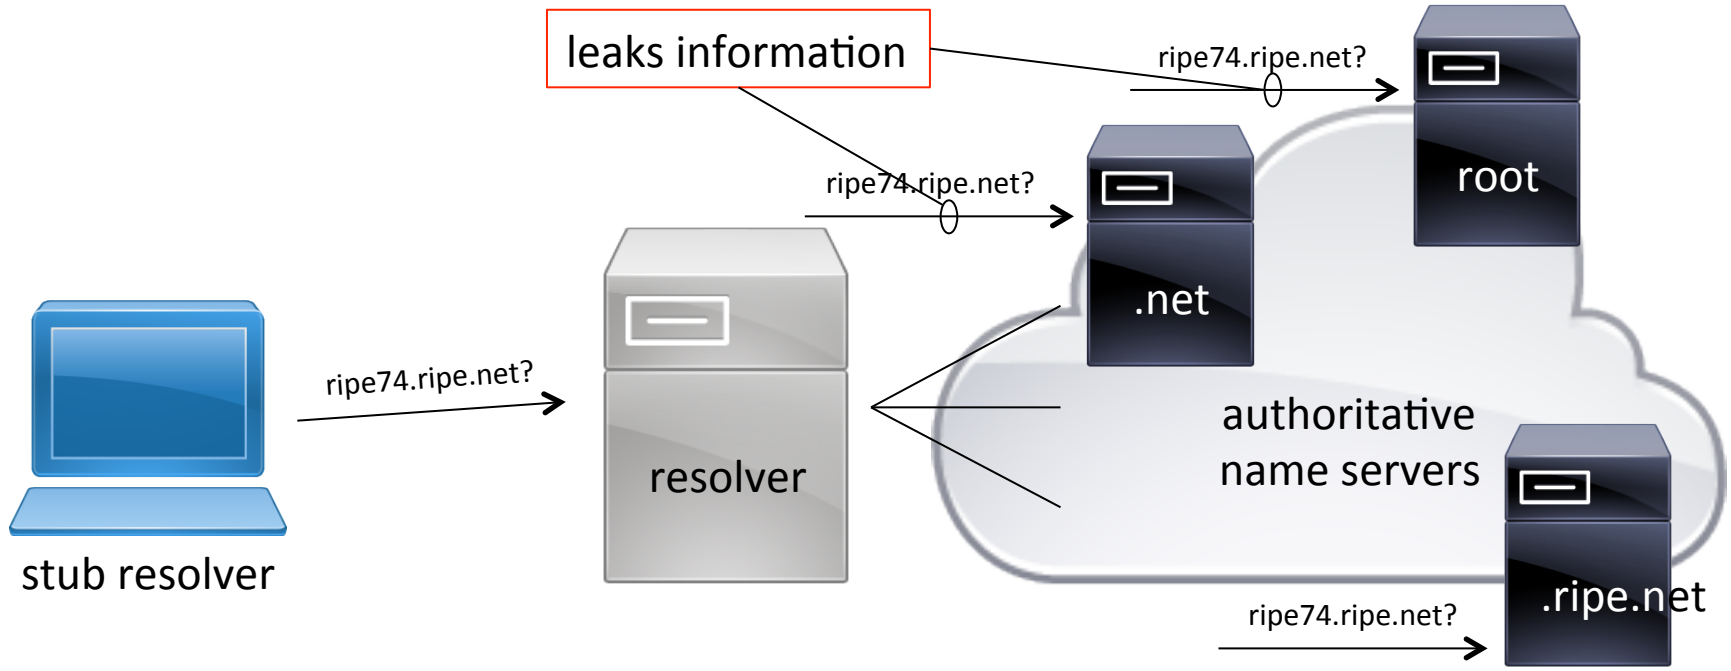 leaks information
ripe74.ripe.net?
root
ripe74.ripe.net?
.net
ripe74.ripe.net?
resolver
stub resolver
authoritative
name servers
.ripe.net
ripe74.ripe.net?